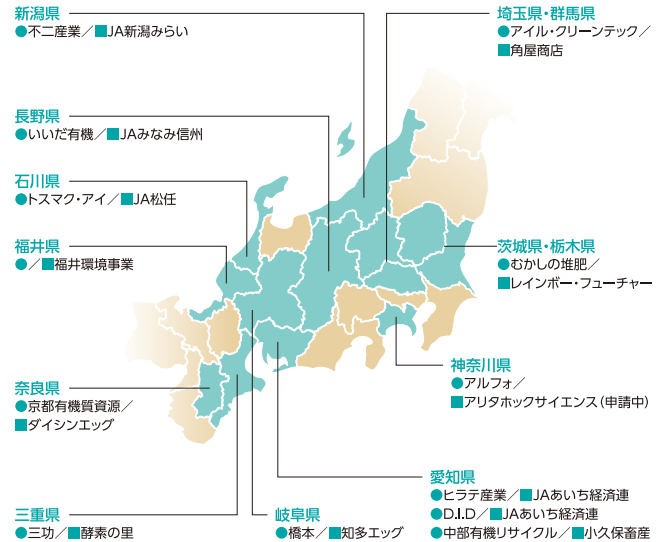 新潟県
●不二産業／■JA新潟みらい
埼玉県・群馬県
●アイル・クリーンテック／
■角屋商店
長野県
●いいだ有機／■JAみなみ信州
石川県
●トスマク・アイ／■JA松任
福井県
●／■福井環境事業
茨城県・栃木県
●むかしの堆肥／
■レインボー・フューチャー
神奈川県
●アルフォ／
■アリタホックサイエンス（申請中）
奈良県
●京都有機質資源／
■ダイシンエッグ
三重県
●三功／■酵素の里
岐阜県
●橋本／■知多エッグ
愛知県
●ヒラテ産業／■JAあいち経済連
●D.I.D／■JAあいち経済連
●中部有機リサイクル／■小久保畜産